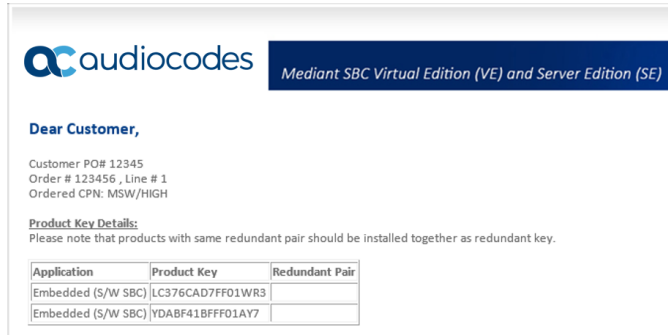 audiocodes
Mediant SBC Virtual Edition (VE) and Server Edition (SE)
Dear Customer,
Customer PO# 12345
Order # 123456 , Line # 1
Ordered CPN: MSW/HIGH
Product Key Details:
Please note that products with same redundant pair should be installed together as redundant key.
Application Product Key Redundant Pair
Embedded (S/W SBC) LC376CAD7FF01WR3
Embedded (S/W SBC) YDABF41BFFF01AY7